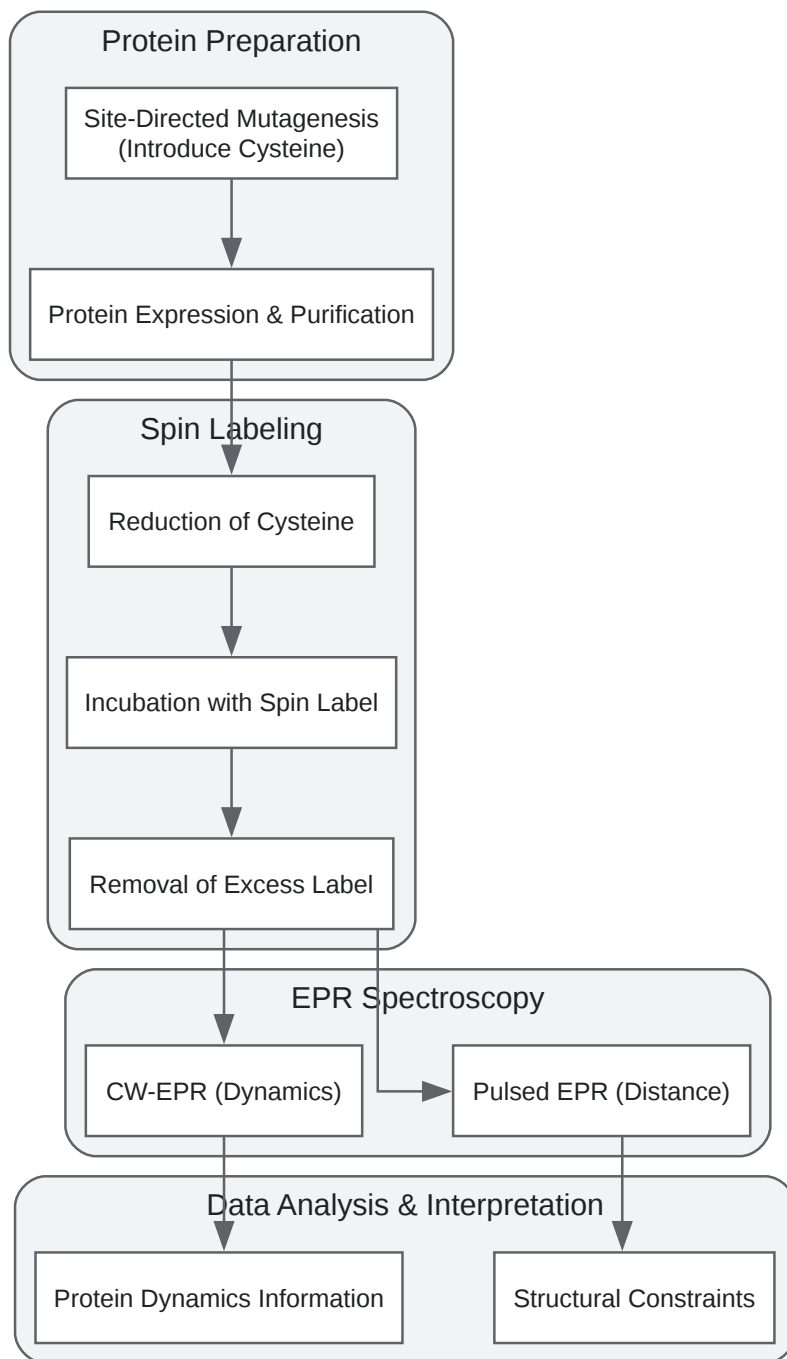 Protein Preparation
Site-Directed Mutagenesis
(Introduce Cysteine)
Protein Expression & Purification
Spin Labeling
Reduction of Cysteine
Incubation with Spin Label
Removal of Excess Label
EPR Spectroscopy
CW-EPR (Dynamics)
Pulsed EPR (Distance)
Data Analysis & Interpretation
Protein Dynamics Information
Structural Constraints